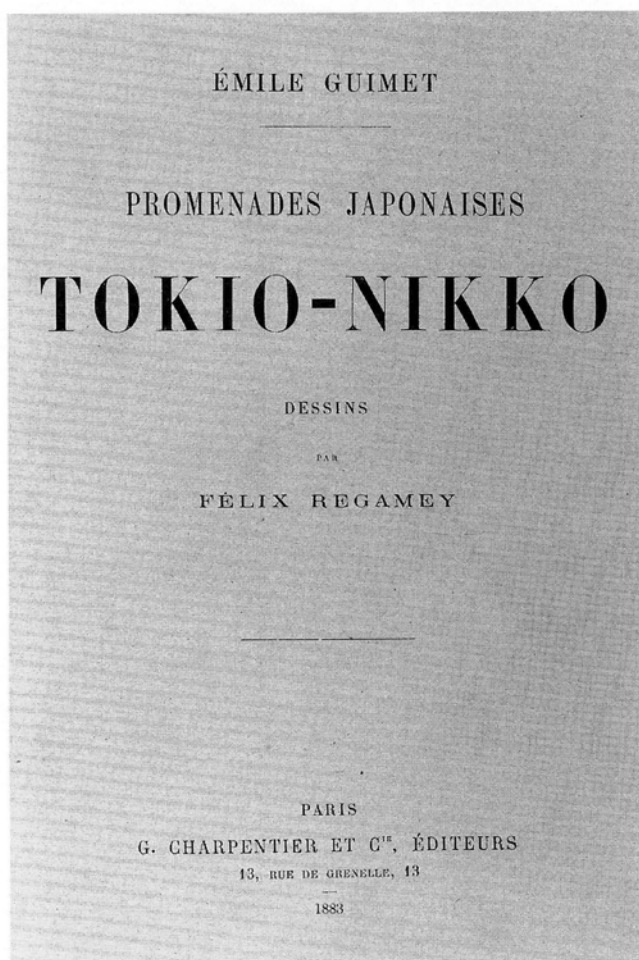 ÉMILE GUIMET
PROMENADES JAPONAISES
TOKIO-NIKKO
DESSINS
PAR
FÉLIX REGAMEY
PARIS
G. CHARPENTIER ET Cᴵᴱ, ÉDITEURS
13, RUE DE GRENELLE, 13
1883